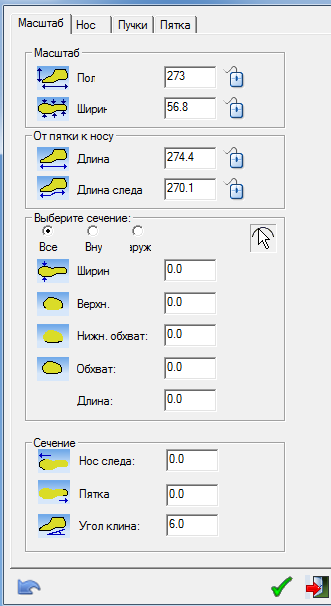 Масштаб Нос Пучки Пятка
Масштаб
Пол 273
Ширин 56.8
От пятки к носу
Длина 274.4
Длина следа 270.1
Выберите сечение:
Все Вну аруж
Ширин 0.0
Верхн. 0.0
Нижн. обхват: 0.0
Обхват: 0.0
Длина: 0.0
Сечение
Нос следа: 0.0
Пятка 0.0
Угол клина: 6.0